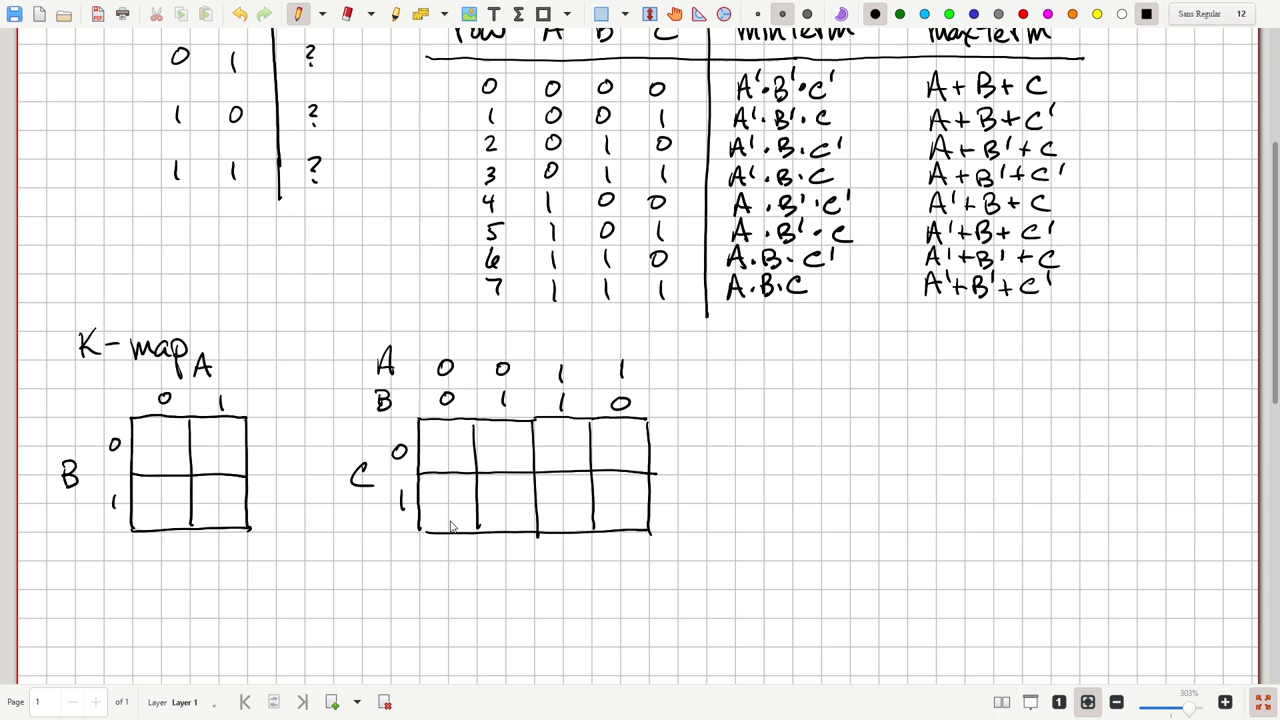 Sans Regular 12
row A B C minterm maxterm
0 1 ?
1 0 ?
1 1 ?
0 0 0 0 A'·B'·C' A+B+C
1 0 0 1 A'·B'·C A+B+C'
2 0 1 0 A'·B·C' A+B'+C
3 0 1 1 A'·B·C A+B'+C'
4 1 0 0 A·B'·C' A'+B+C
5 1 0 1 A·B'·C A'+B+C'
6 1 1 0 A·B·C' A'+B'+C
7 1 1 1 A·B·C A'+B'+C'
K-map
A
0 1
0
B
1
A 0 0 1 1
B 0 1 1 0
0
C
1
Page 1 of 1 Layer Layer 1 303%